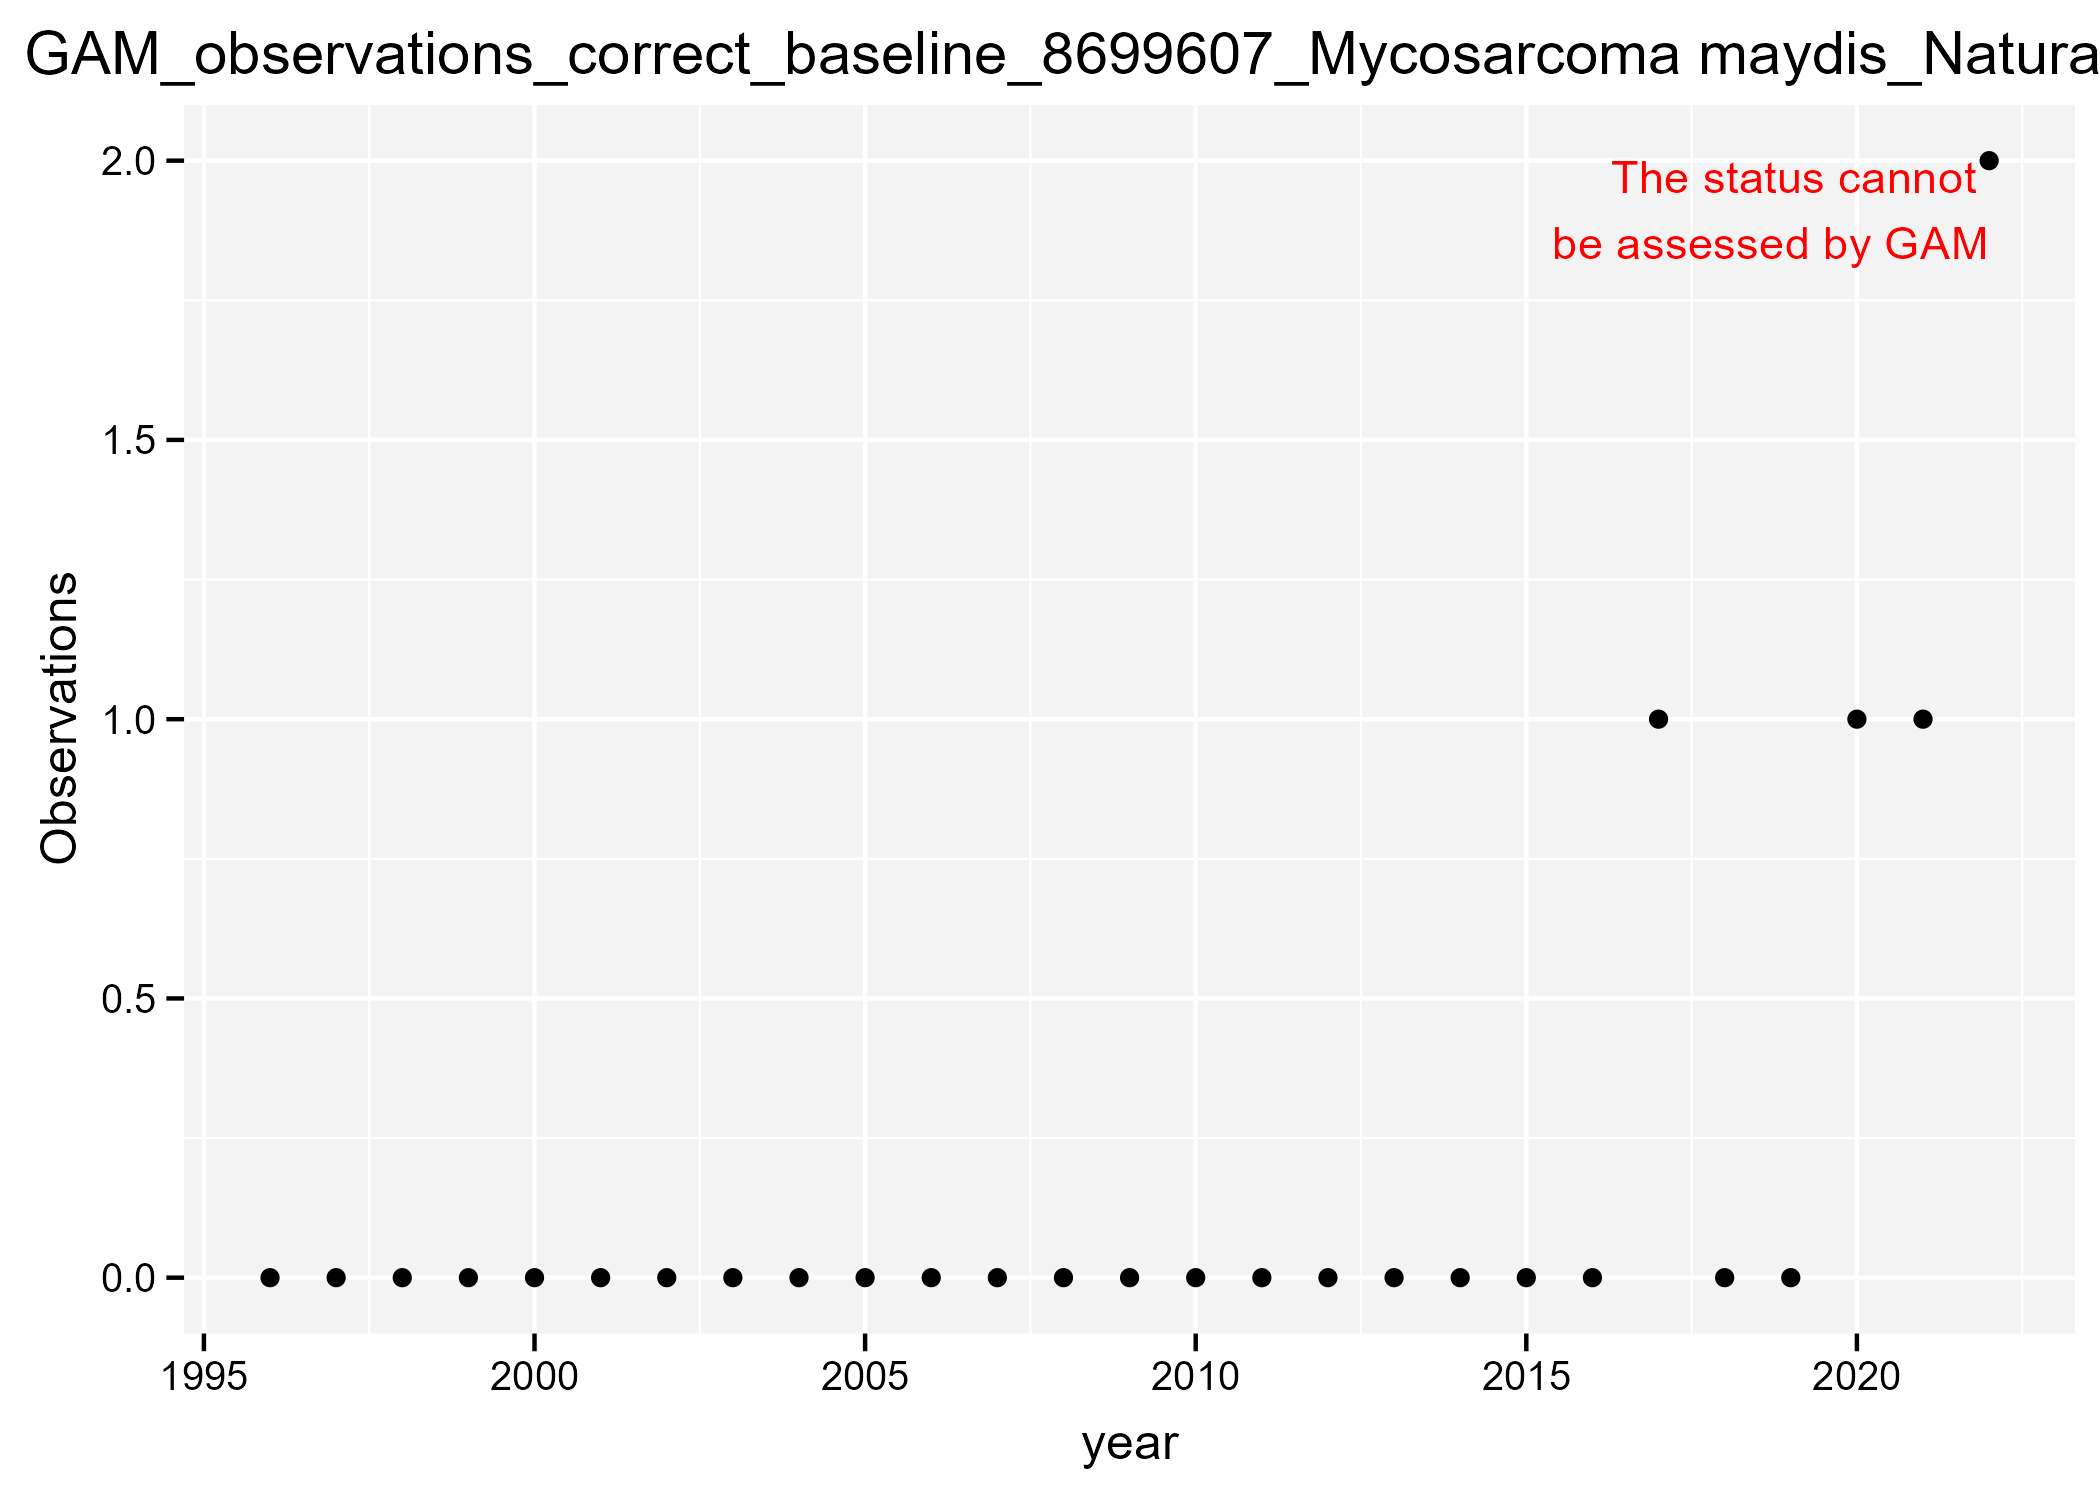 GAM_observations_correct_baseline_8699607_Mycosarcoma maydis_Natura
2.0
The status cannot
be assessed by GAM
1.5
1.0
0.5
0.0
Observations
1995 2000 2005 2010 2015 2020
year